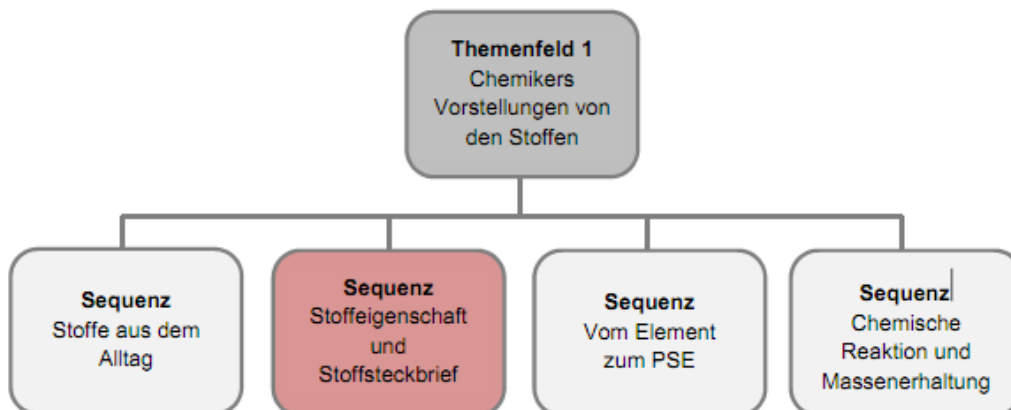 Themenfeld 1
Chemikers
Vorstellungen von
den Stoffen
Sequenz
Stoffe aus dem
Alltag
Sequenz
Stoffeigenschaft
und
Stoffsteckbrief
Sequenz
Vom Element
zum PSE
Sequenz
Chemische
Reaktion und
Massenerhaltung